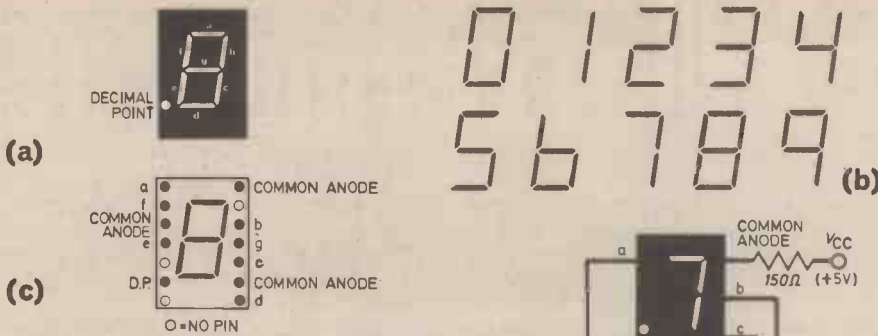 a
f
b
g
e
c
d
DECIMAL
POINT
(a)
0 1 2 3 4
5 6 7 8 9
(b)
a
f
COMMON
ANODE
e
D.P.
COMMON ANODE
b
g
c
COMMON ANODE
d
O=NO PIN
(c)
COMMON
ANODE
VCC
(+5V)
150Ω
a
7
b
c